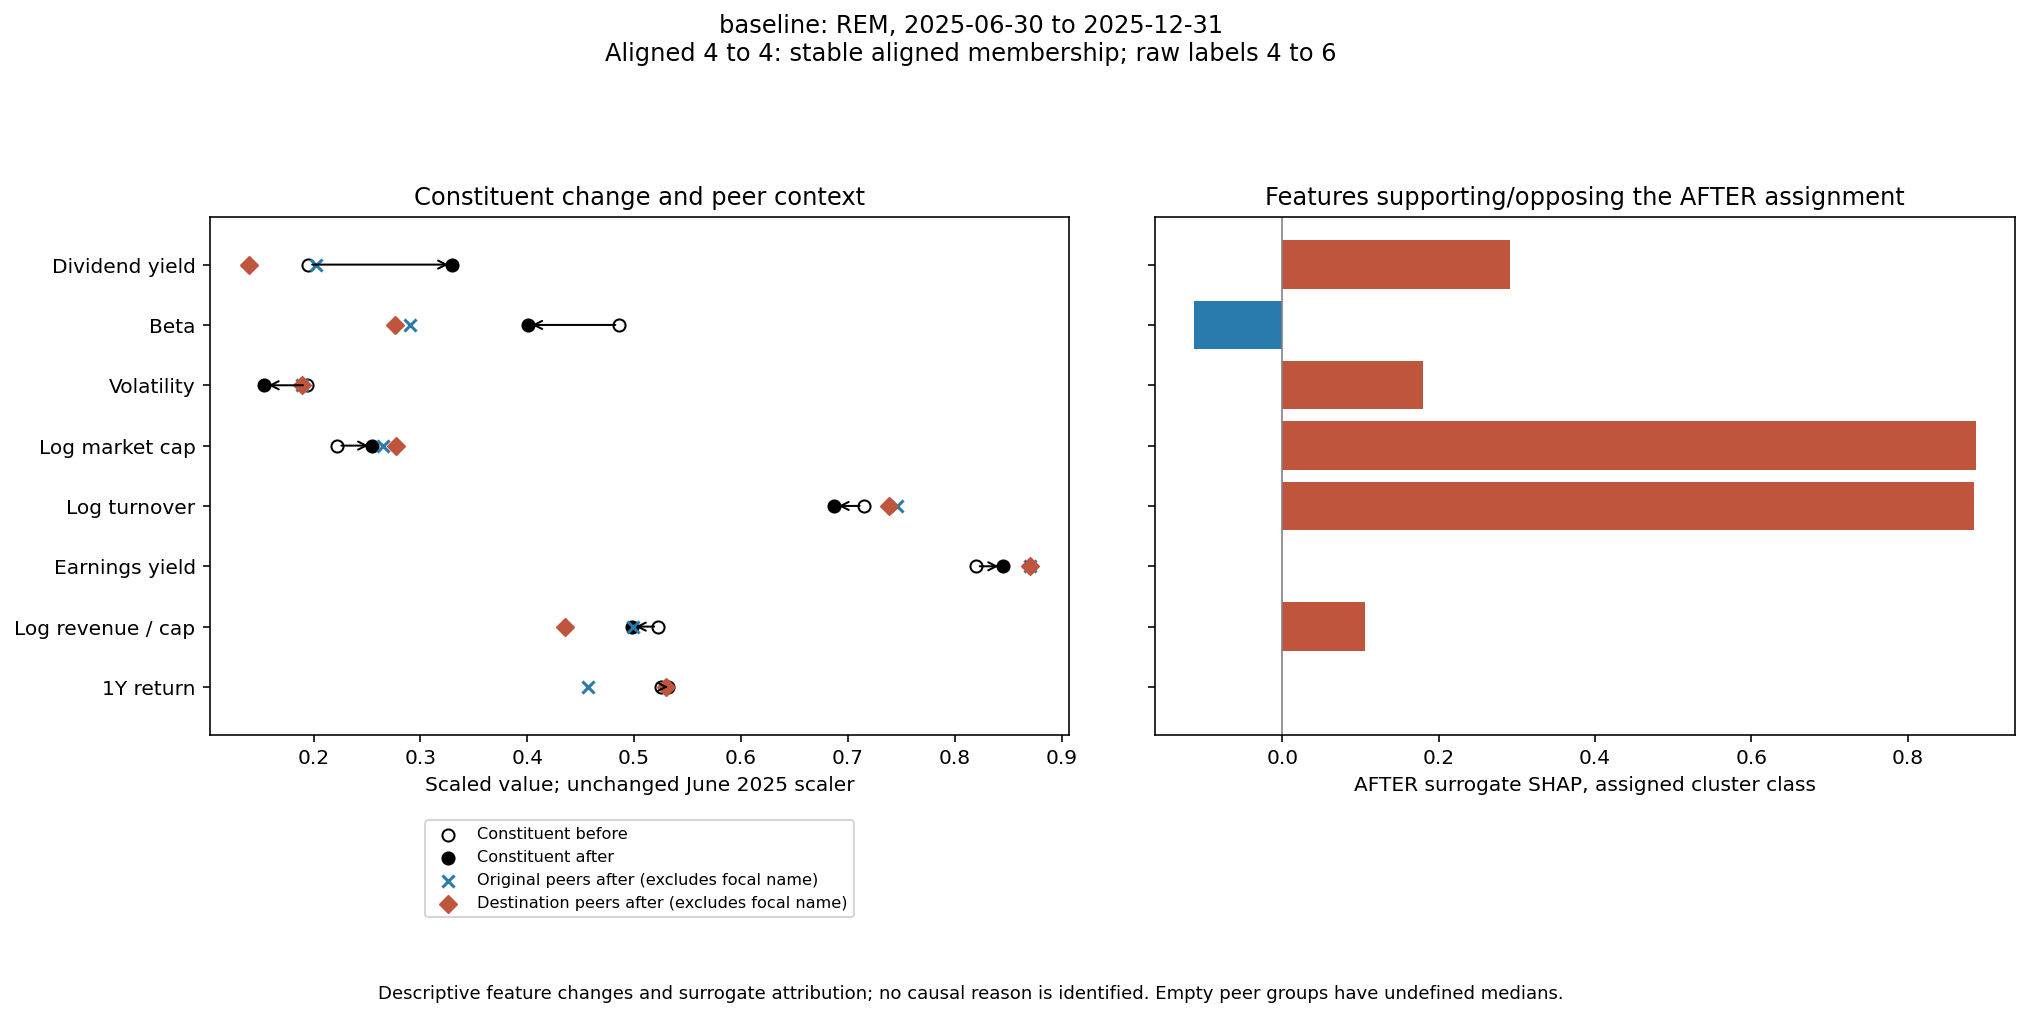 baseline: REM, 2025-06-30 to 2025-12-31
Aligned 4 to 4: stable aligned membership; raw labels 4 to 6
Constituent change and peer context
Dividend yield
Beta
Volatility
Log market cap
Log turnover
Earnings yield
Log revenue / cap
1Y return
0.2 0.3 0.4 0.5 0.6 0.7 0.8 0.9
Scaled value; unchanged June 2025 scaler
Constituent before
Constituent after
Original peers after (excludes focal name)
Destination peers after (excludes focal name)
Features supporting/opposing the AFTER assignment
0.0 0.2 0.4 0.6 0.8
AFTER surrogate SHAP, assigned cluster class
Descriptive feature changes and surrogate attribution; no causal reason is identified. Empty peer groups have undefined medians.